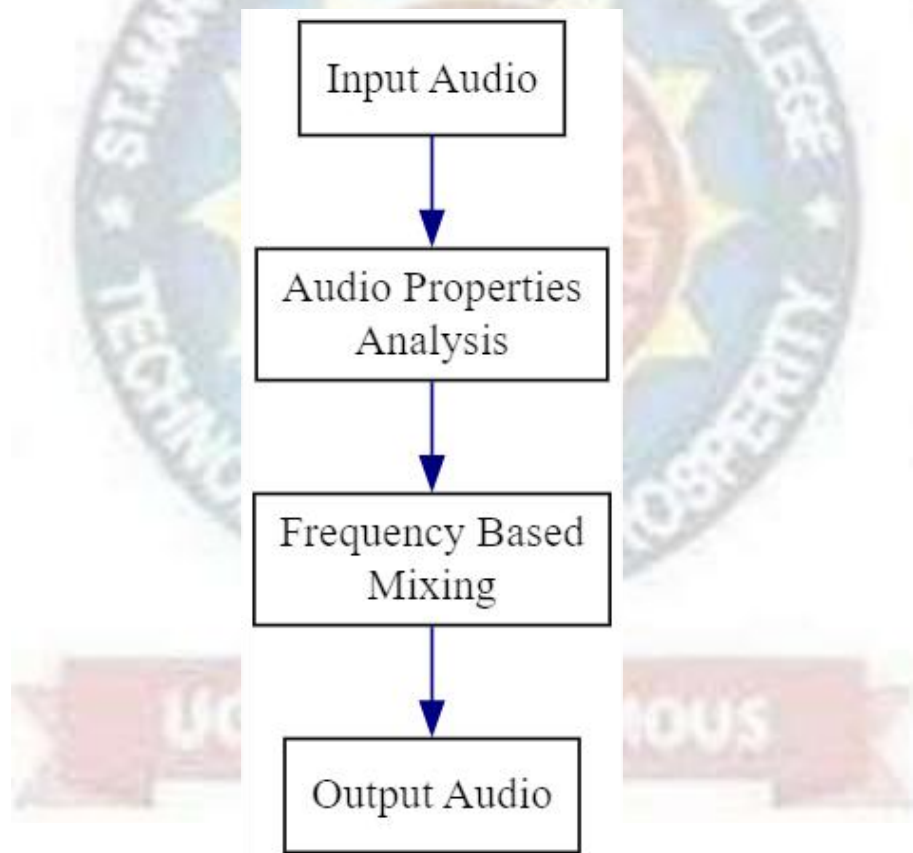 Input Audio
Audio Properties
Analysis
Frequency Based
Mixing
Output Audio